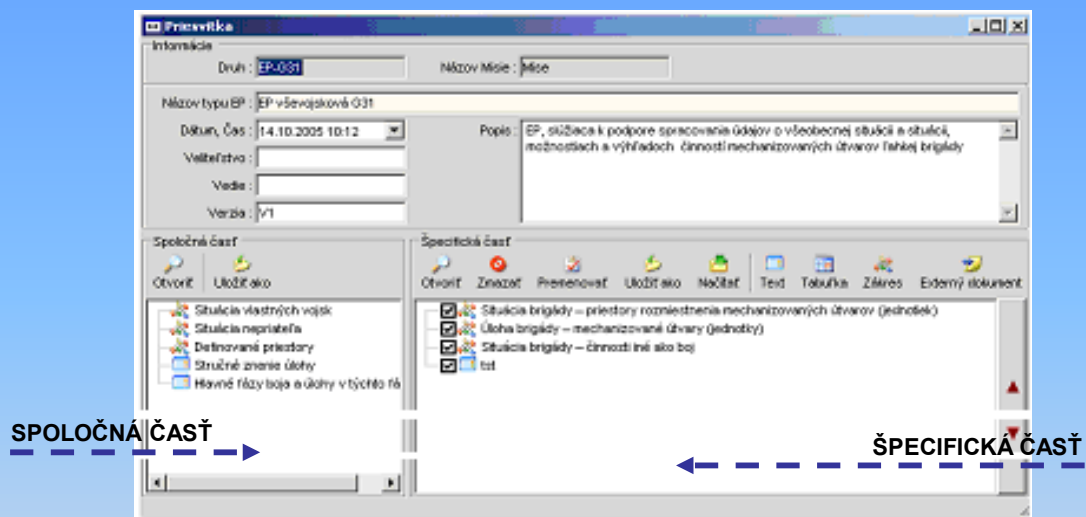 Priesvitka
Informácie
Druh : EP-G31 Názov Misie : Mise
Názov typu EP : EP vševojsková G31
Dátum, Čas : 14.10.2005 10:12
Veliteľstvo :
Vedie :
Verzia : V1
Popis : EP, slúžiaca k podpore spracovania údajov o všeobecnej situácii a situácii,
možnostiach a výhľadoch činností mechanizovaných útvarov ľahkej brigády
Spoločná časť
Otvoriť Uložiť ako
Situácia vlastných vojsk
Situácia nepriateľa
Definované priestory
Stručné znenie úlohy
Hlavné fázy boja a úlohy v týchto fá
Špecifická časť
Otvoriť Zmazať Premenovať Uložiť ako Načítať Text Tabuľka Zákres Externý dokument
Situácia brigády – priestory rozmiestnenia mechanizovaných útvarov (jednotiek)
Úloha brigády – mechanizované útvary (jednotky)
Situácia brigády – činnosti iné ako boj
tst
SPOLOČNÁ ČASŤ
ŠPECIFICKÁ ČASŤ